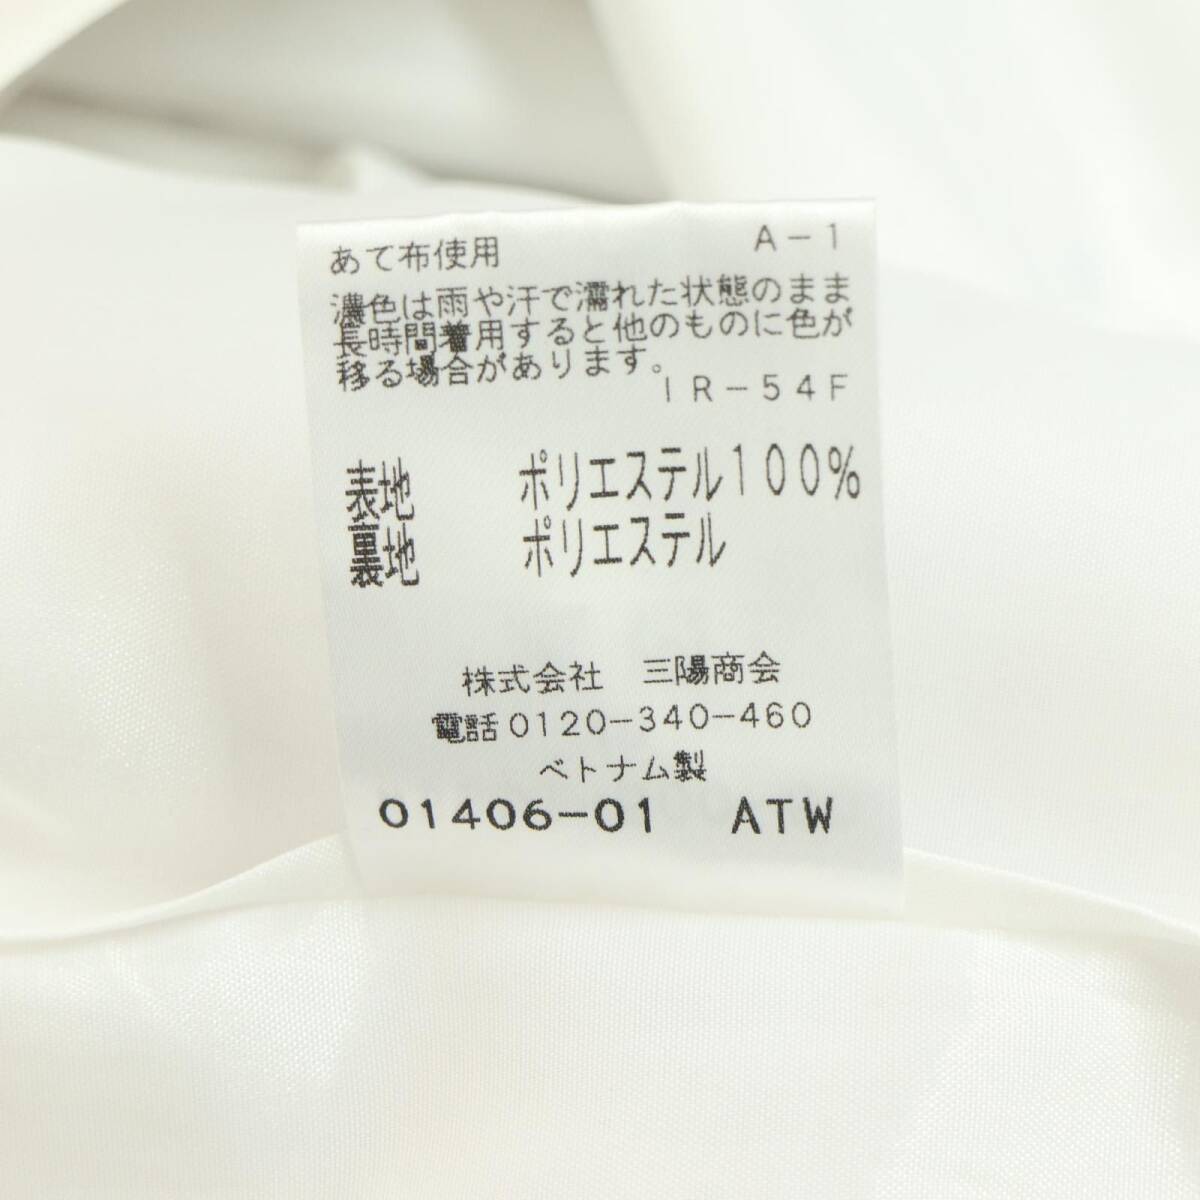 あて布使用 A-1
濃色は雨や汗で濡れた状態のまま
長時間着用すると他のものに色が
移る場合があります。
IR-54F
表地 ポリエステル100%
裏地 ポリエステル
株式会社 三陽商会
電話0120-340-460
ベトナム製
01406-01 ATW